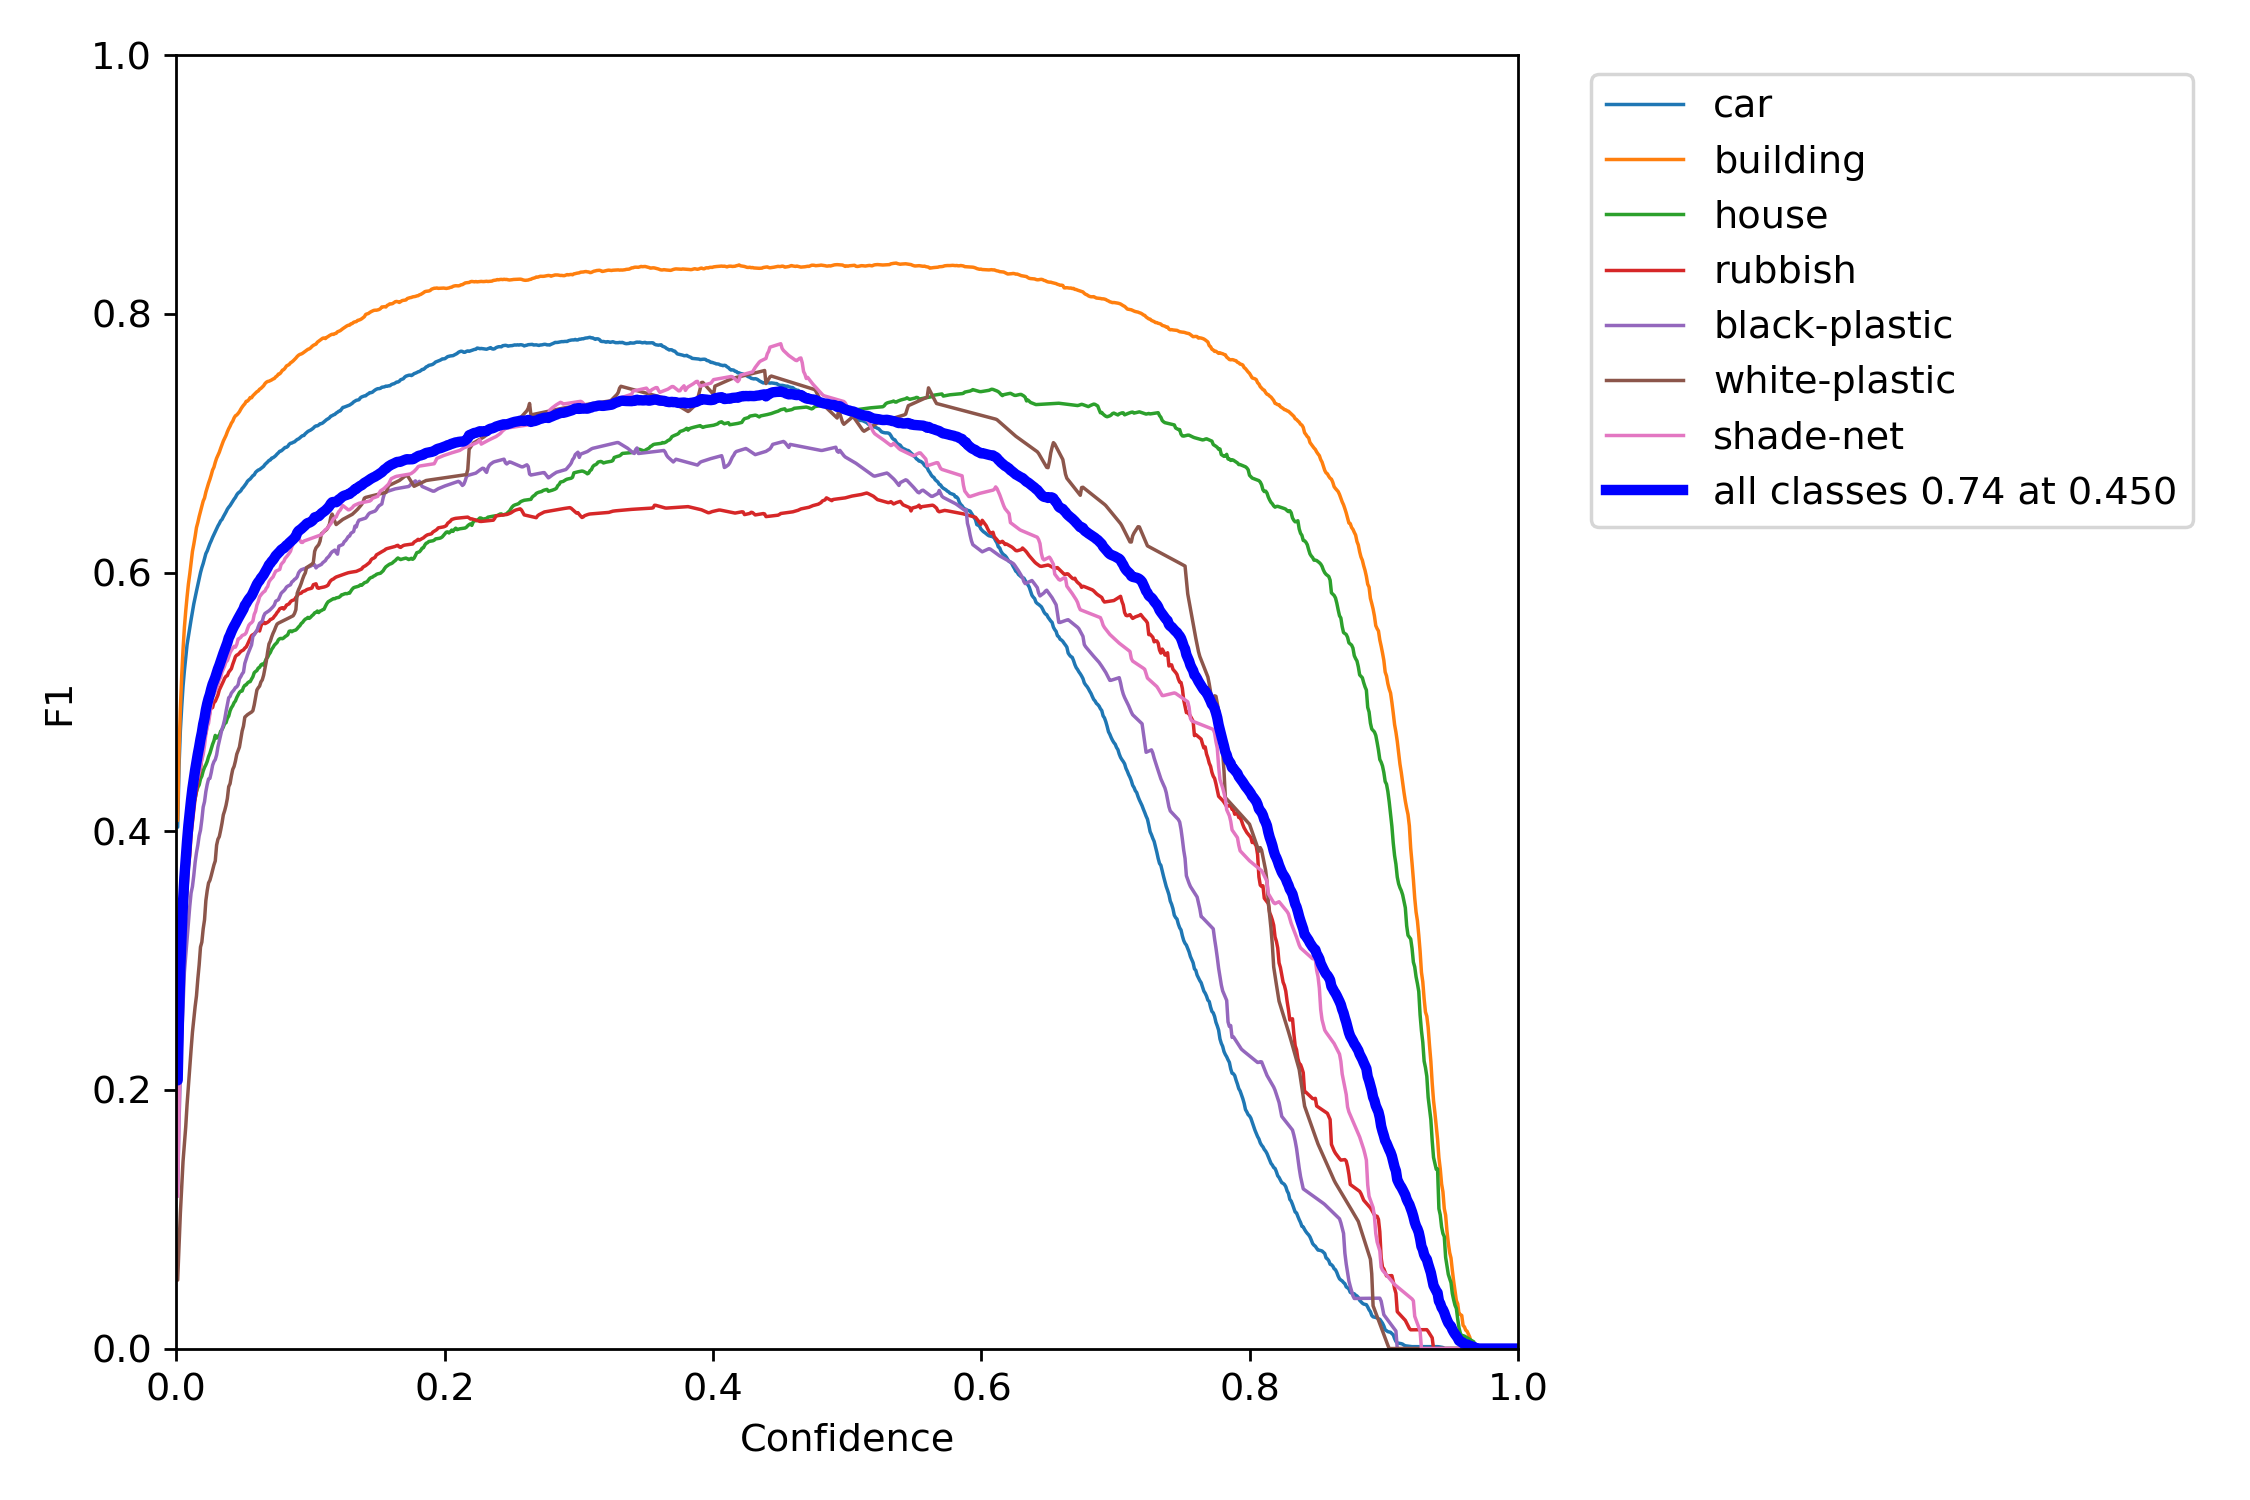 1.0
0.8
0.6
0.4
0.2
0.0
F1
0.0 0.2 0.4 0.6 0.8 1.0
Confidence
car
building
house
rubbish
black-plastic
white-plastic
shade-net
all classes 0.74 at 0.450